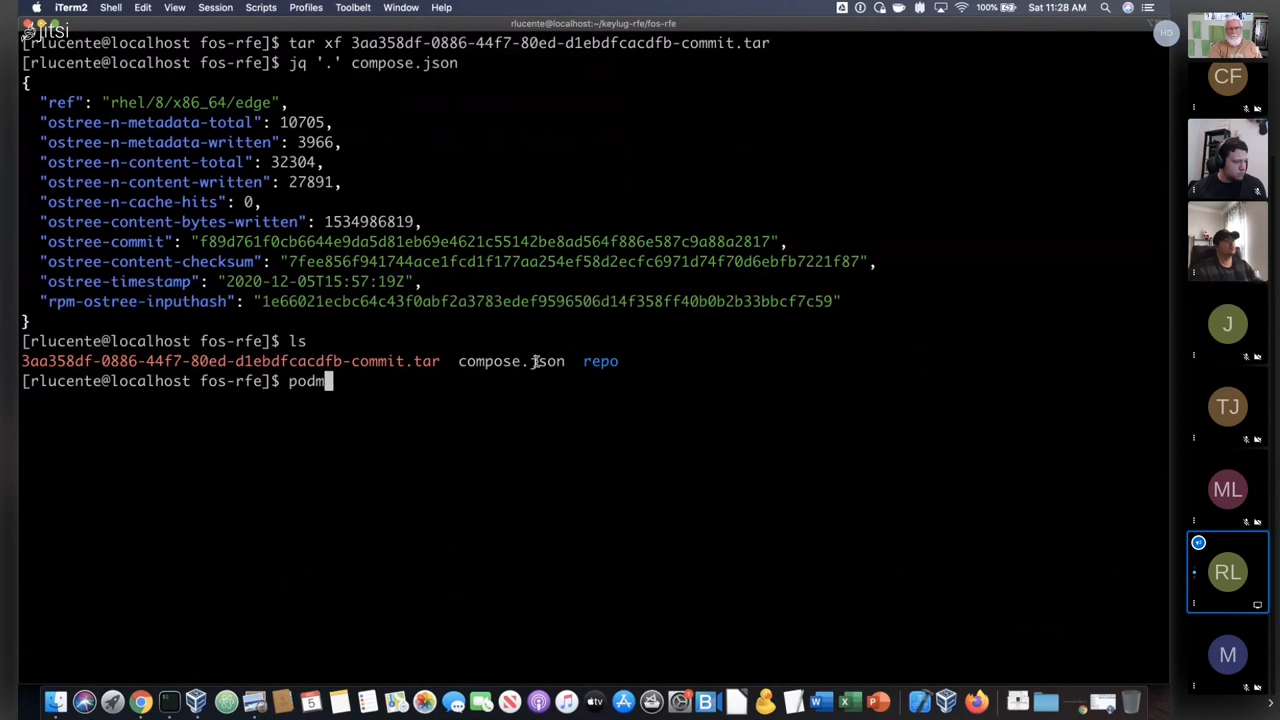 iTerm2 Shell Edit View Session Scripts Profiles Toolbelt Window Help 100% Sat 11:28 AM
jitsi
rlucente@localhost:~/keylug-rfe/fos-rfe
[rlucente@localhost fos-rfe]$ tar xf 3aa358df-0886-44f7-80ed-d1ebdfcacdfb-commit.tar
[rlucente@localhost fos-rfe]$ jq '.' compose.json
{
"ref": "rhel/8/x86_64/edge",
"ostree-n-metadata-total": 10705,
"ostree-n-metadata-written": 3966,
"ostree-n-content-total": 32304,
"ostree-n-content-written": 27891,
"ostree-n-cache-hits": 0,
"ostree-content-bytes-written": 1534986819,
"ostree-commit": "f89d761f0cb6644e9da5d81eb69e4621c55142be8ad564f886e587c9a88a2817",
"ostree-content-checksum": "7fee856f941744ace1fcd1f177aa254ef58d2ecfc6971d74f70d6ebfb7221f87",
"ostree-timestamp": "2020-12-05T15:57:19Z",
"rpm-ostree-inputhash": "1e66021ecbc64c43f0abf2a3783edef9596506d14f358ff40b0b2b33bbcf7c59"
}
[rlucente@localhost fos-rfe]$ ls
3aa358df-0886-44f7-80ed-d1ebdfcacdfb-commit.tar compose.json repo
[rlucente@localhost fos-rfe]$ podm
HD
CF
J
TJ
ML
RL
M